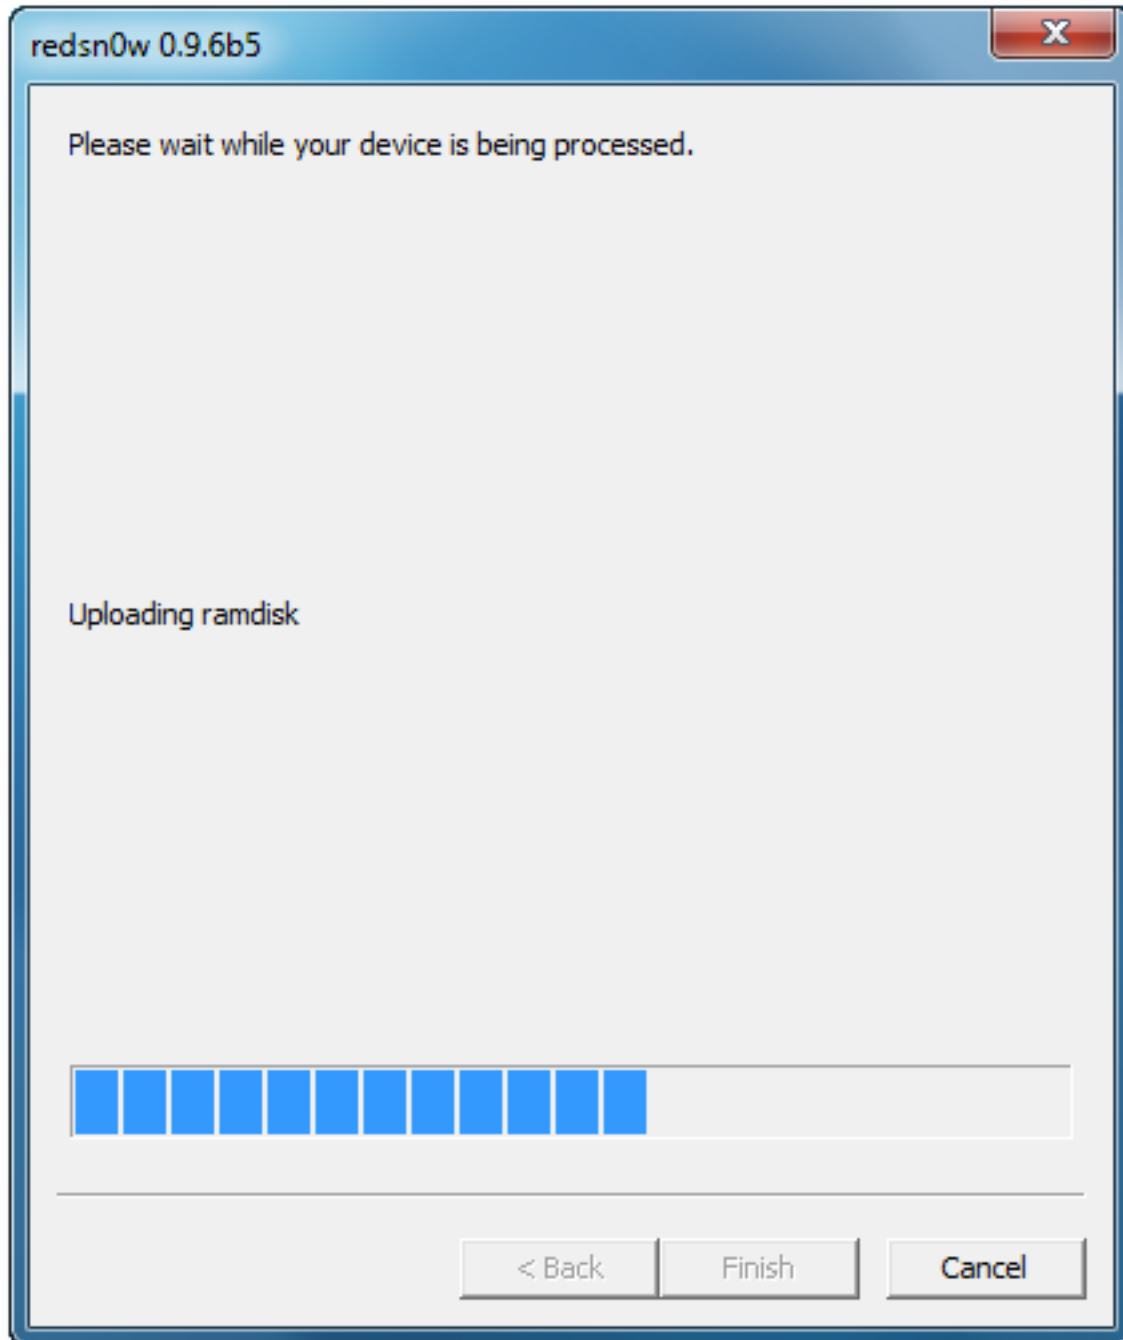 redsn0w 0.9.6b5
Please wait while your device is being processed.
Uploading ramdisk
< Back
Finish
Cancel